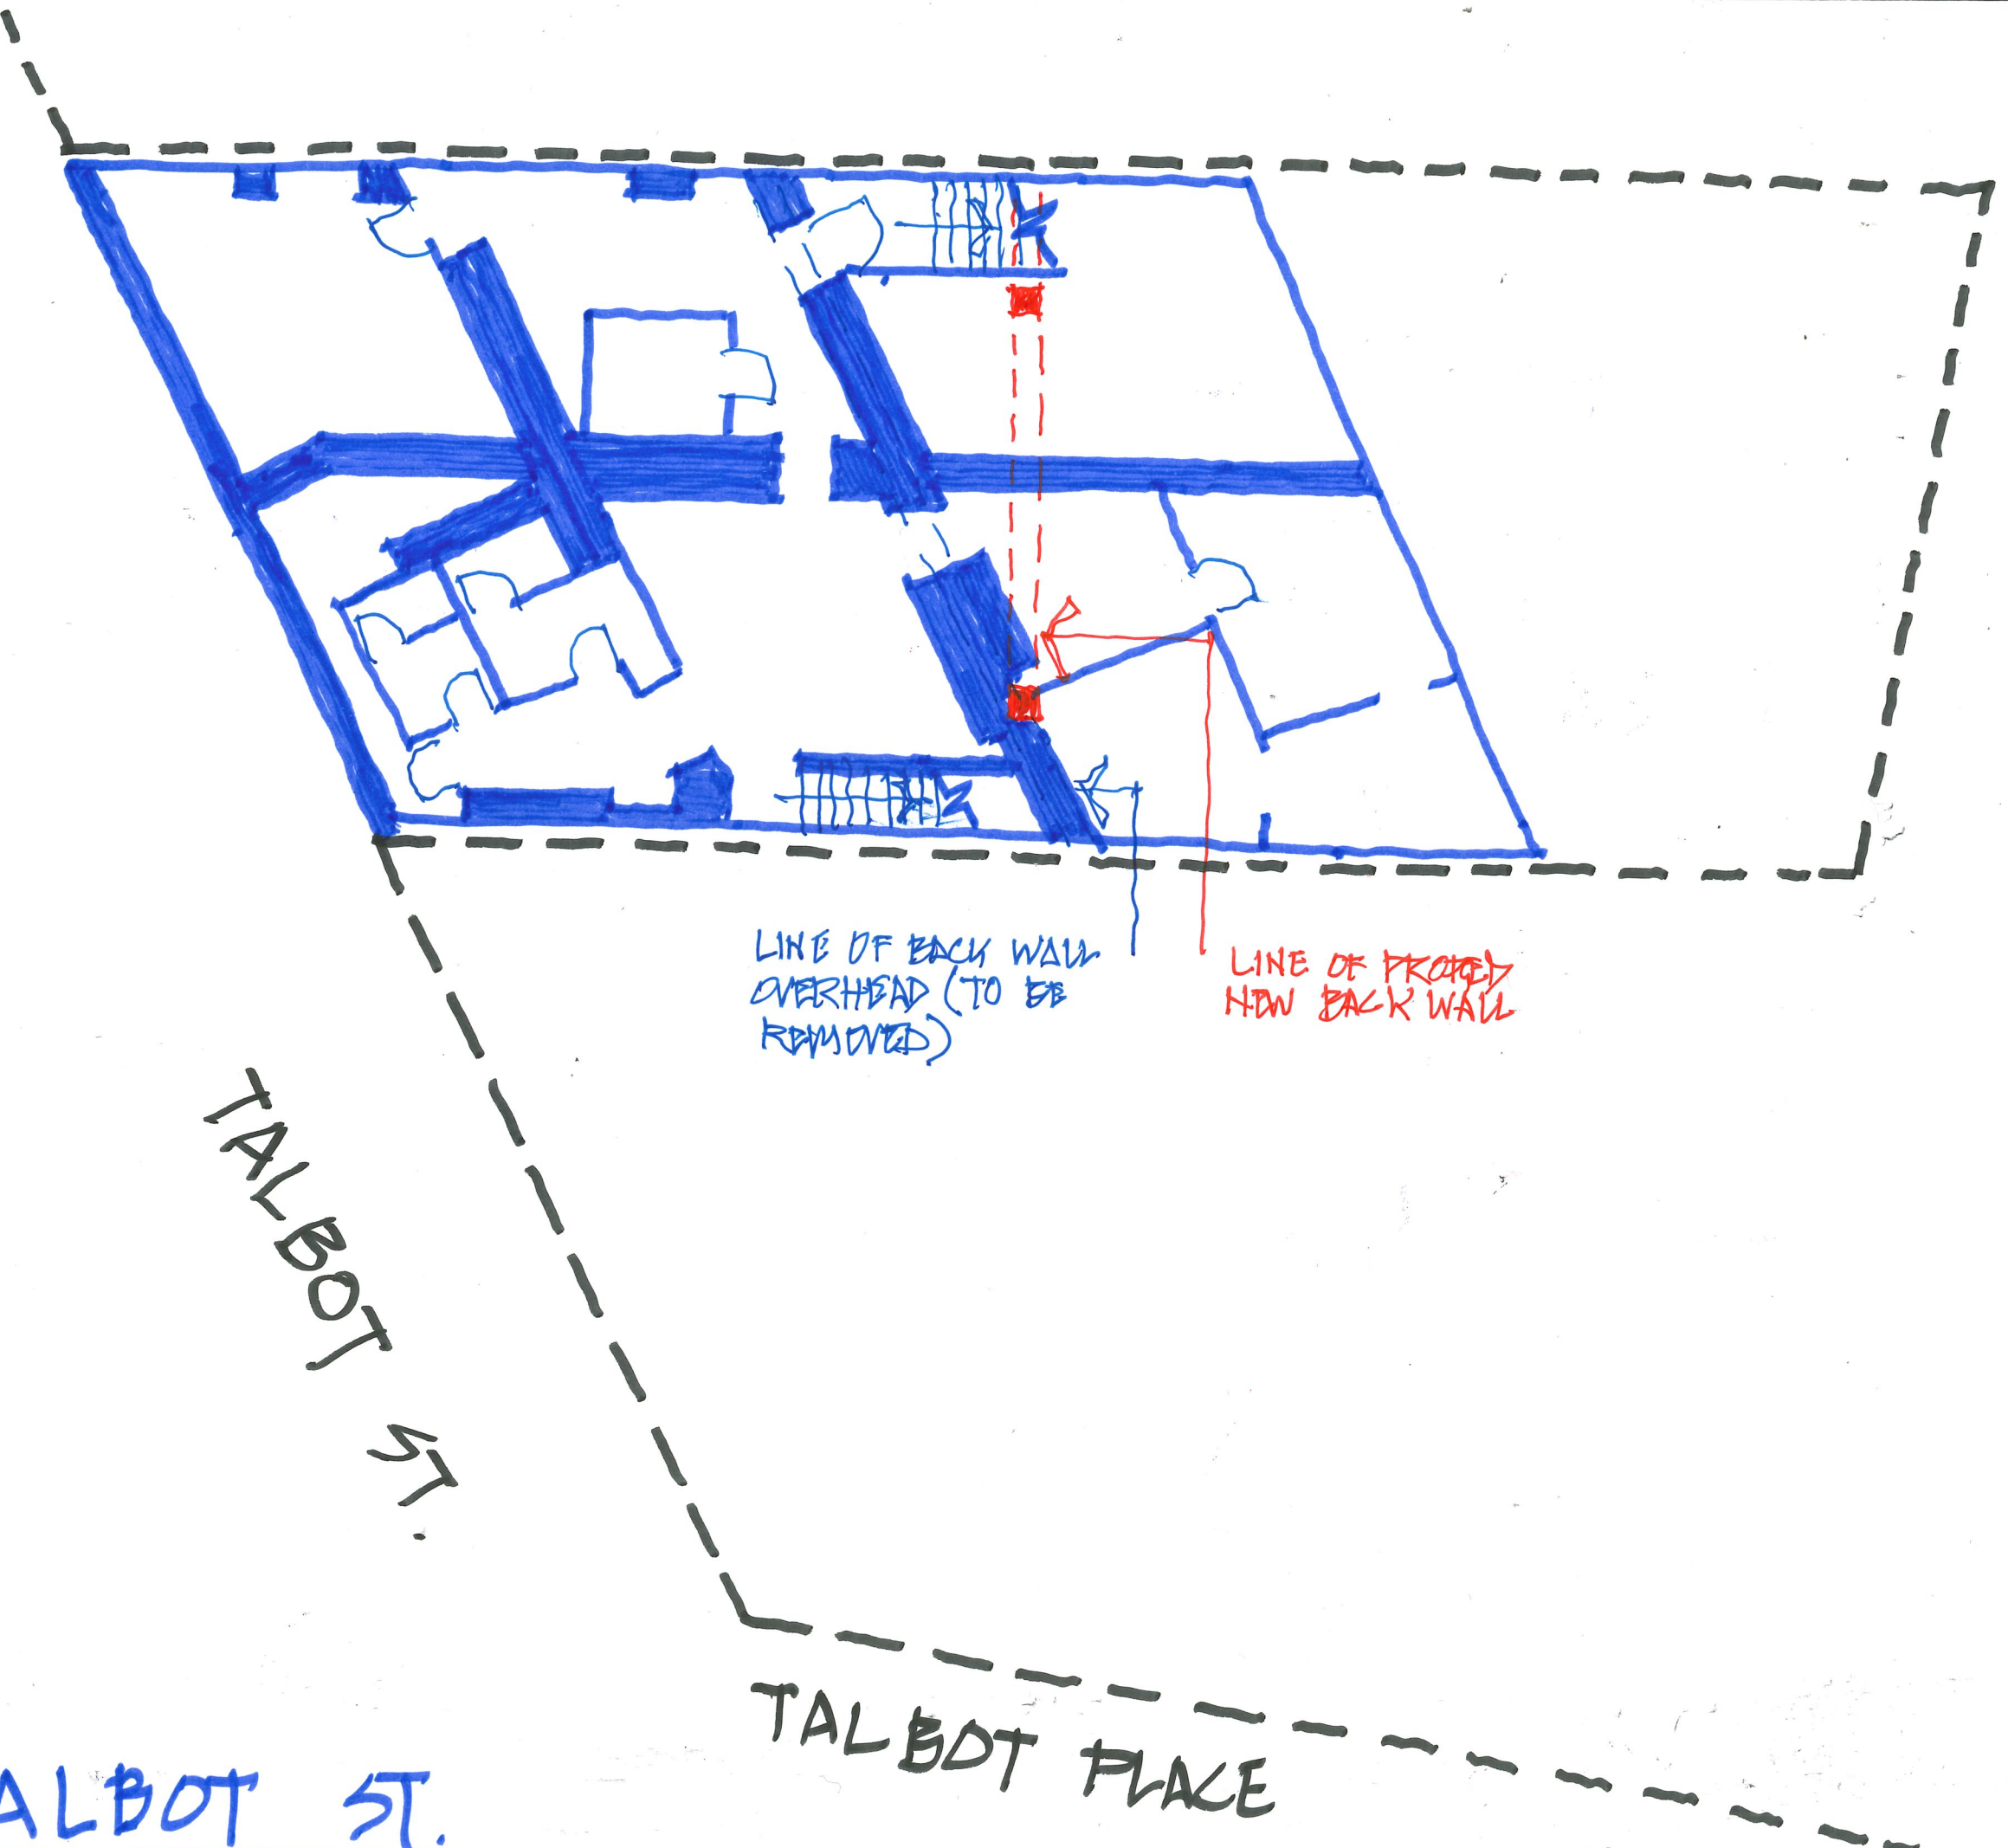 LINE OF BACK WALL
OVERHEAD (TO BE
REMOVED)
LINE OF PROPED
NEW BACK WALL
TALBOT ST.
TALBOT PLACE
ALBOT ST.